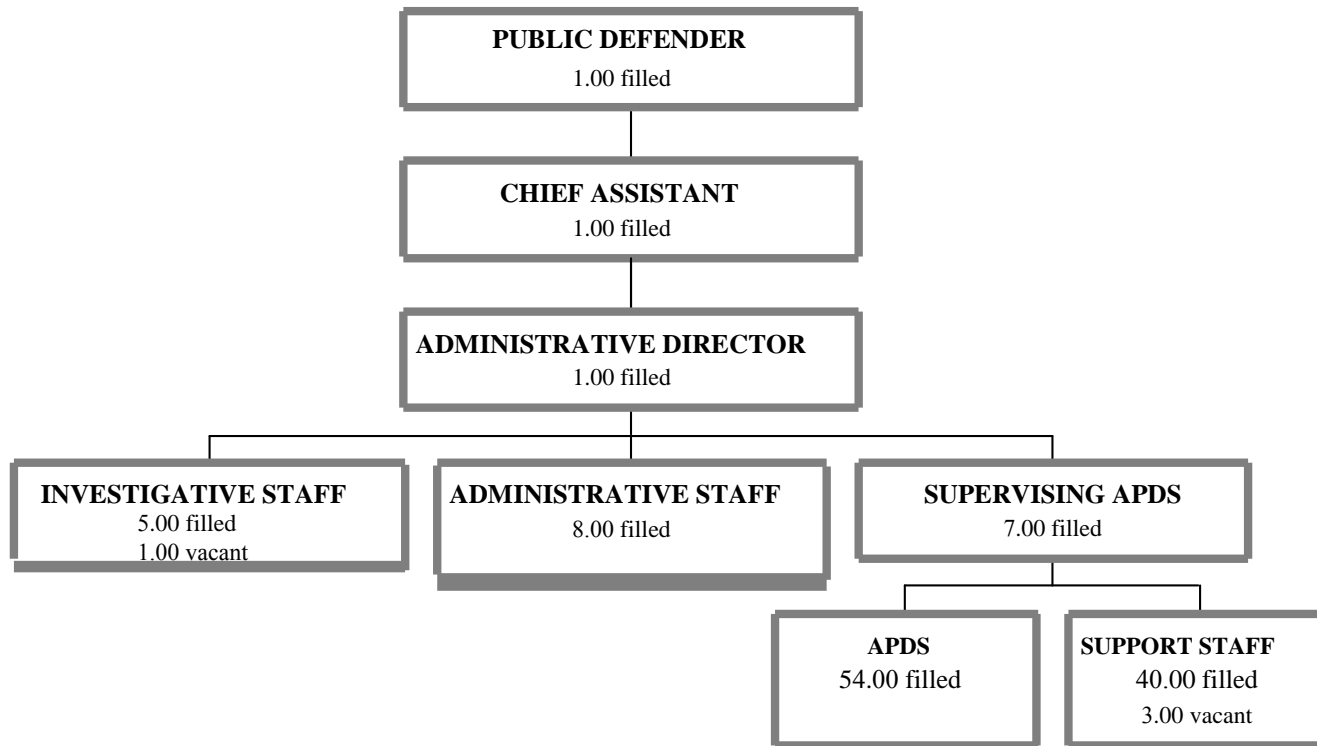 PUBLIC DEFENDER
1.00 filled
CHIEF ASSISTANT
1.00 filled
ADMINISTRATIVE DIRECTOR
1.00 filled
INVESTIGATIVE STAFF
5.00 filled
1.00 vacant
ADMINISTRATIVE STAFF
8.00 filled
SUPERVISING APDS
7.00 filled
APDS
54.00 filled
SUPPORT STAFF
40.00 filled
3.00 vacant